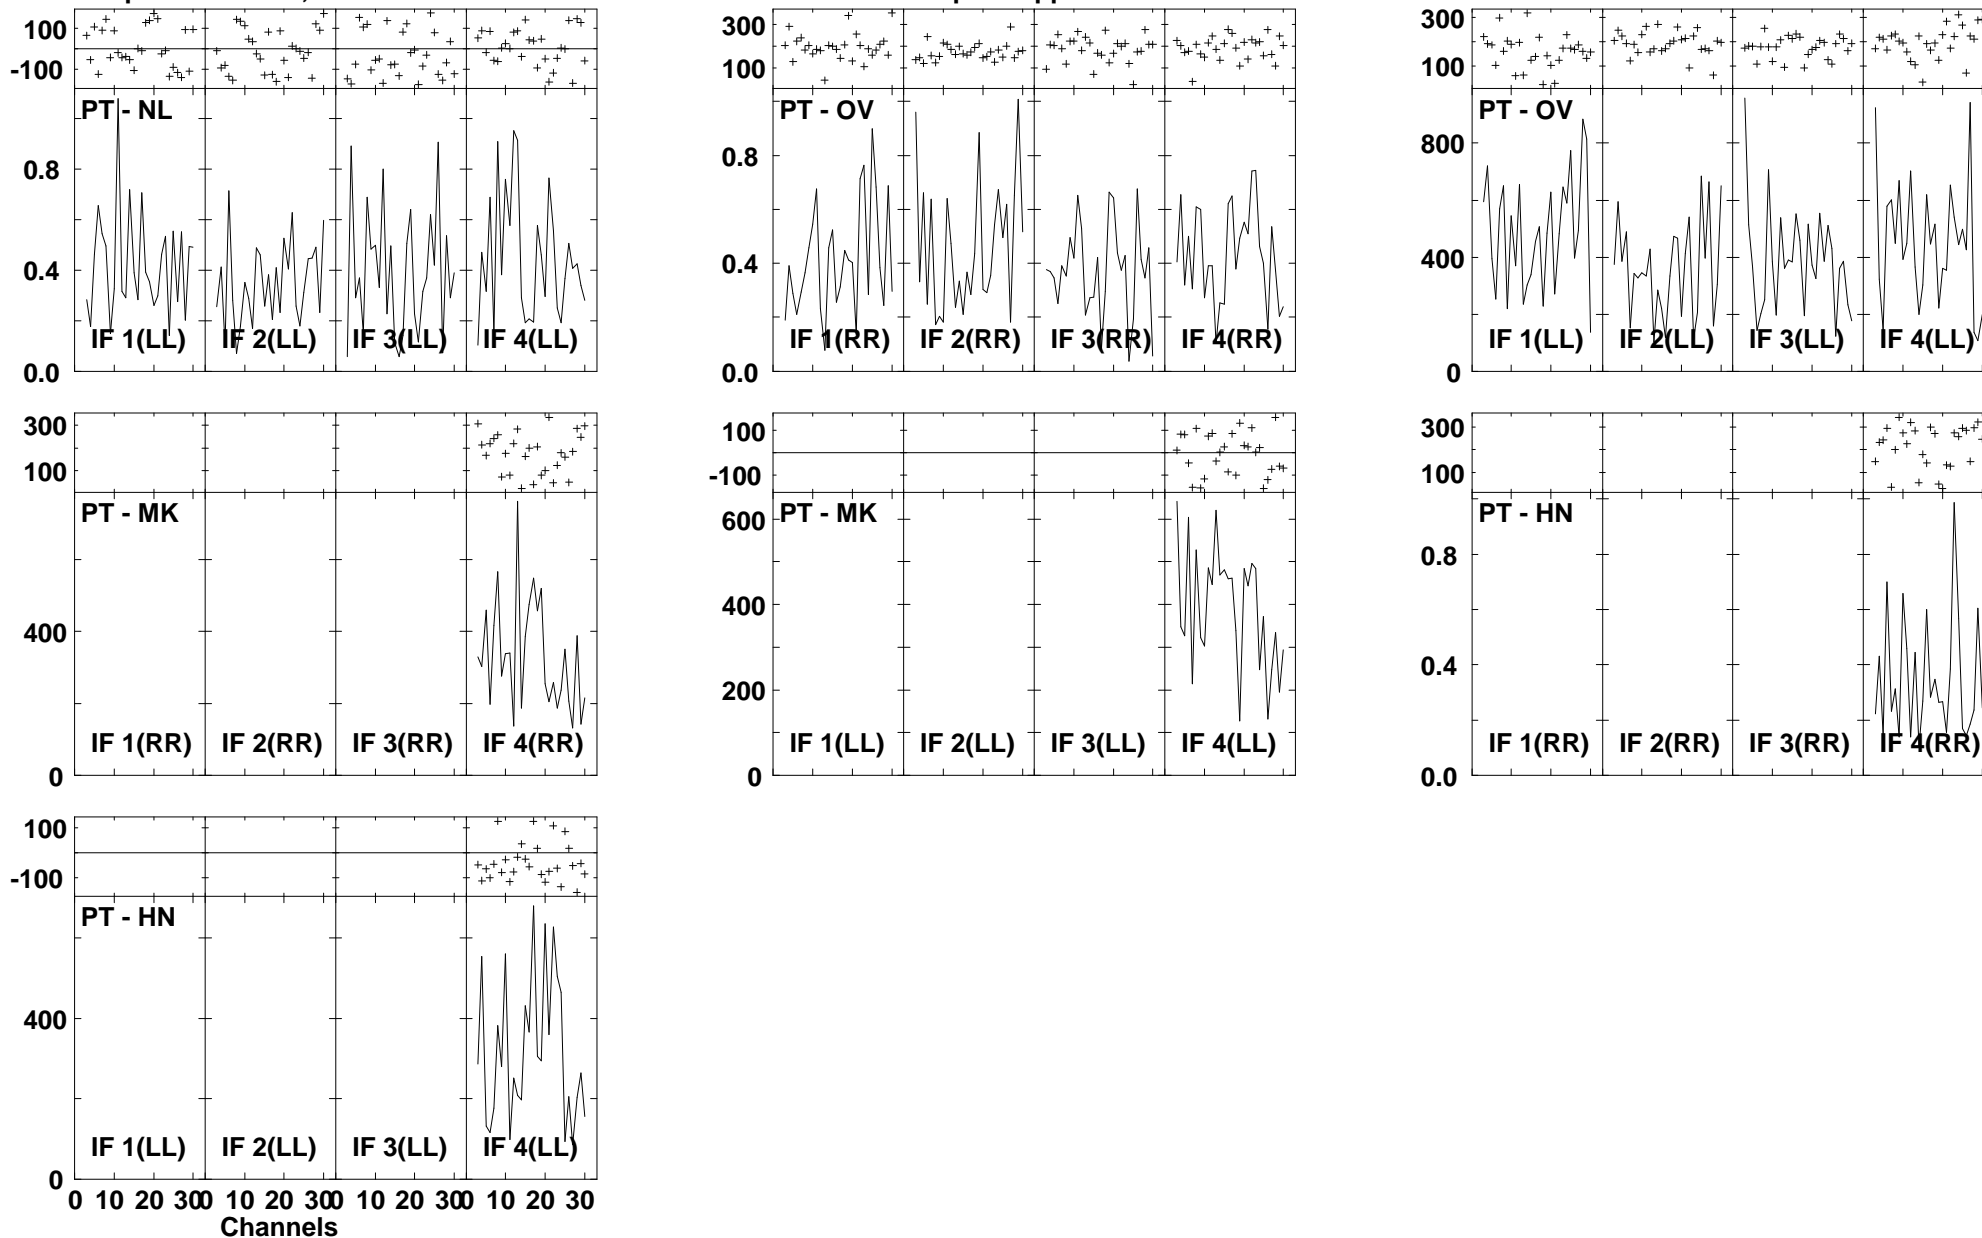 100
-100
PT - NL
0.8
0.4
0.0
IF 1(LL) IF 2(LL) IF 3(LL) IF 4(LL)
300
100
PT - OV
0.8
0.4
0.0
IF 1(RR) IF 2(RR) IF 3(RR) IF 4(RR)
300
100
PT - OV
800
400
0
IF 1(LL) IF 2(LL) IF 3(LL) IF 4(LL)
300
100
PT - MK
400
0
IF 1(RR) IF 2(RR) IF 3(RR) IF 4(RR)
100
-100
PT - MK
600
400
200
0
IF 1(LL) IF 2(LL) IF 3(LL) IF 4(LL)
300
100
PT - HN
0.8
0.4
0.0
IF 1(RR) IF 2(RR) IF 3(RR) IF 4(RR)
100
-100
PT - HN
400
0
IF 1(LL) IF 2(LL) IF 3(LL) IF 4(LL)
0 10 20 30 0 10 20 30 0 10 20 30 0 10 20 30
Channels